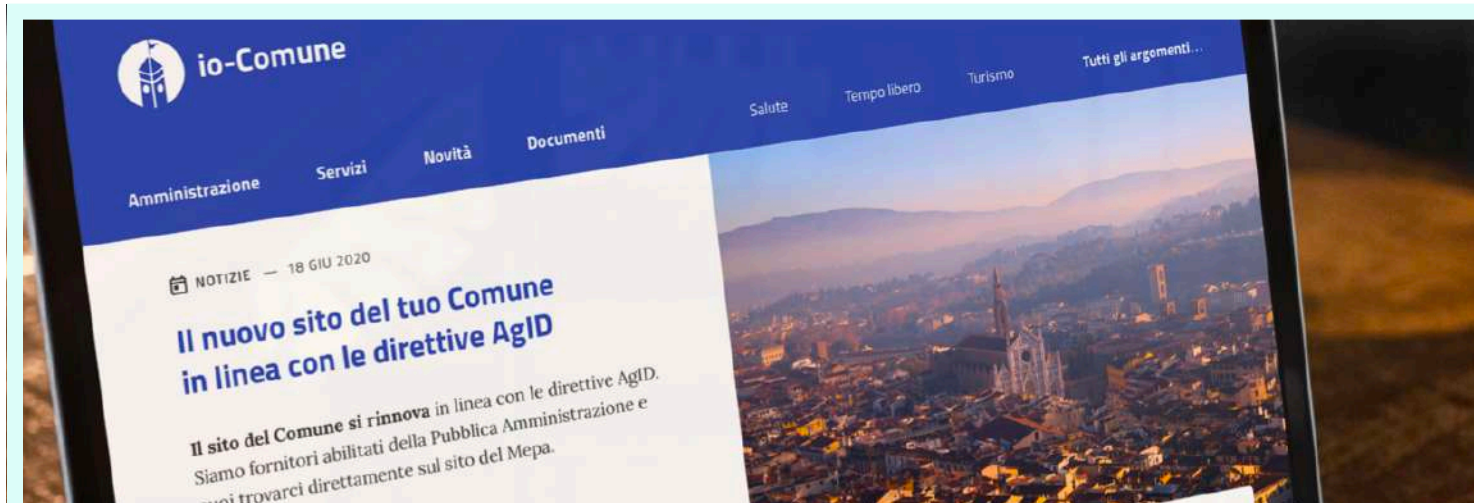 io-Comune
Salute Tempo libero Turismo Tutti gli argomenti...
Amministrazione Servizi Novità Documenti
NOTIZIE — 18 GIU 2020
Il nuovo sito del tuo Comune
in linea con le direttive AgID
Il sito del Comune si rinnova in linea con le direttive AgID.
Siamo fornitori abilitati della Pubblica Amministrazione e
trovarci direttamente sul sito del Mepa.